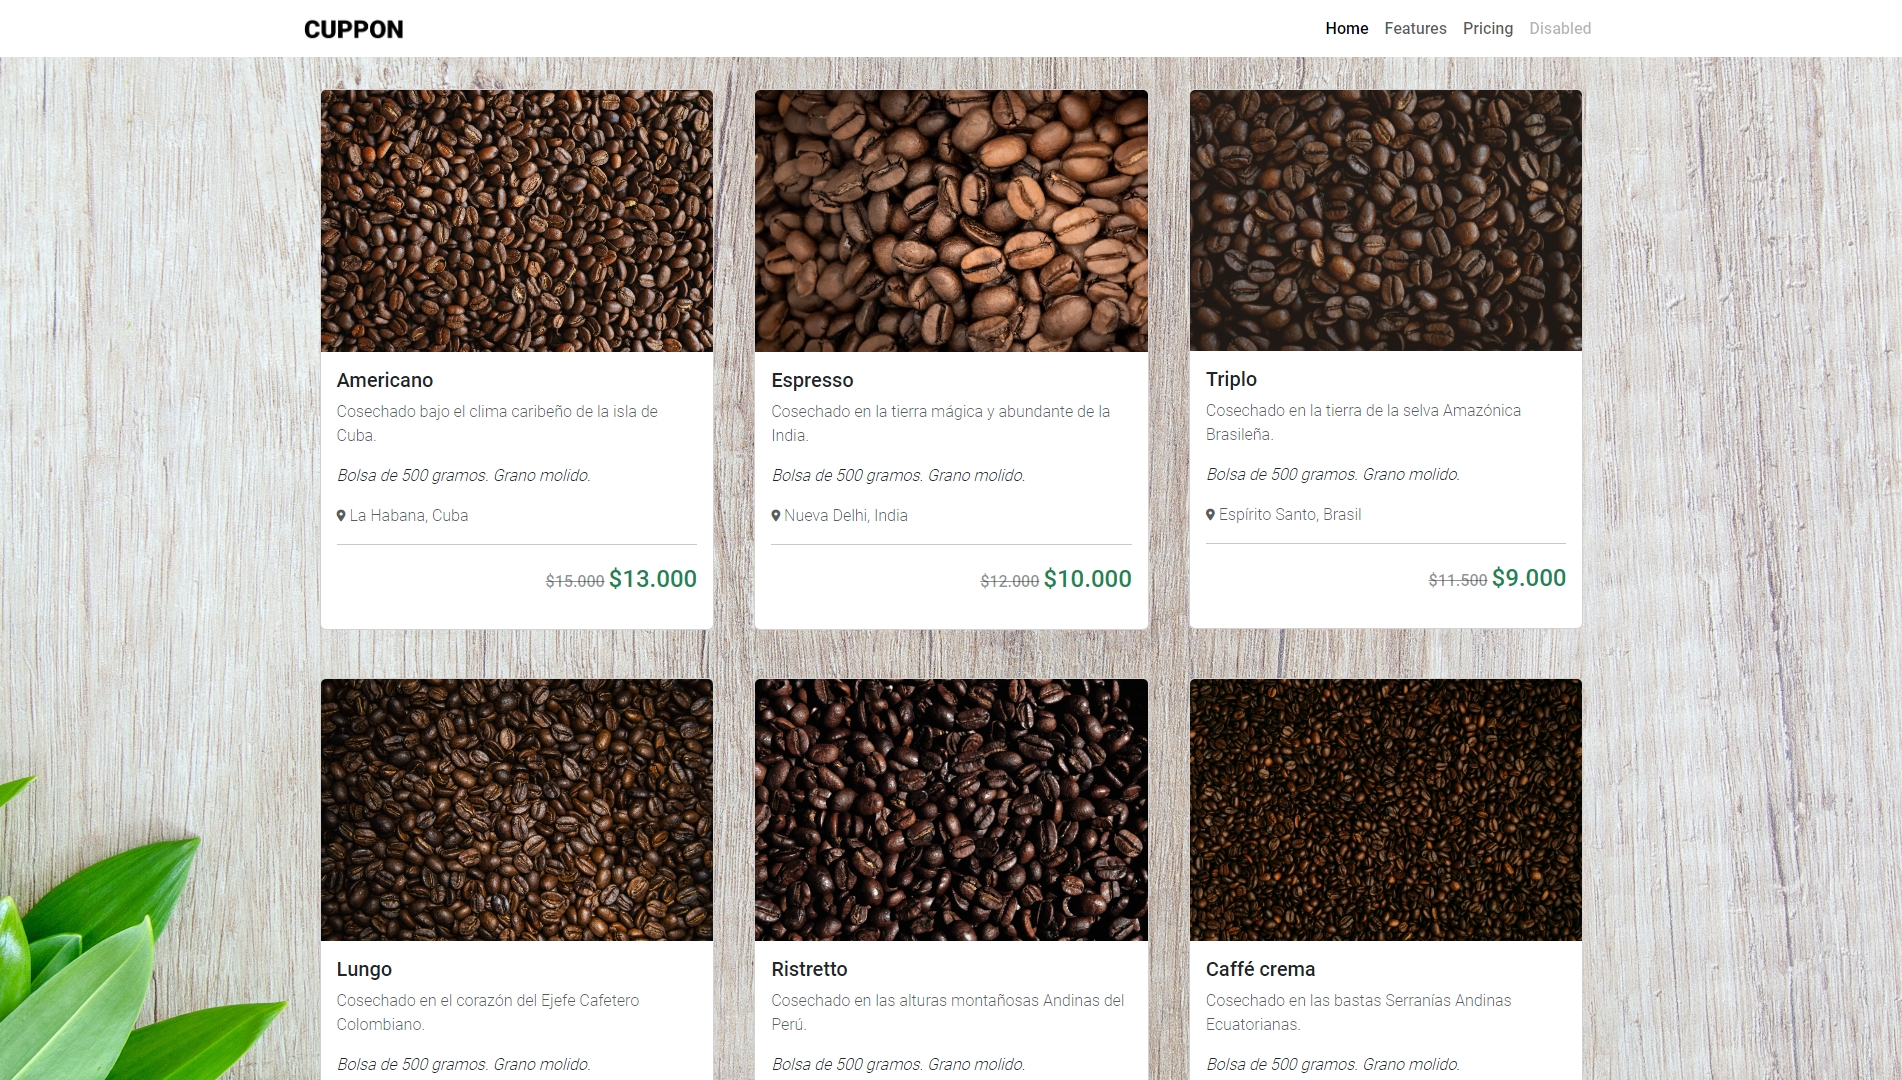 CUPPON
Home Features Pricing Disabled
Americano
Cosechado bajo el clima caribeño de la isla de
Cuba.
Bolsa de 500 gramos. Grano molido.
La Habana, Cuba
$15.000 $13.000
Espresso
Cosechado en la tierra mágica y abundante de la
India.
Bolsa de 500 gramos. Grano molido.
Nueva Delhi, India
$12.000 $10.000
Triplo
Cosechado en la tierra de la selva Amazónica
Brasileña.
Bolsa de 500 gramos. Grano molido.
Espírito Santo, Brasil
$11.500 $9.000
Lungo
Cosechado en el corazón del Ejefe Cafetero
Colombiano.
Bolsa de 500 gramos. Grano molido.
Ristretto
Cosechado en las alturas montañosas Andinas del
Perú.
Bolsa de 500 gramos. Grano molido.
Caffé crema
Cosechado en las bastas Serranías Andinas
Ecuatorianas.
Bolsa de 500 gramos. Grano molido.